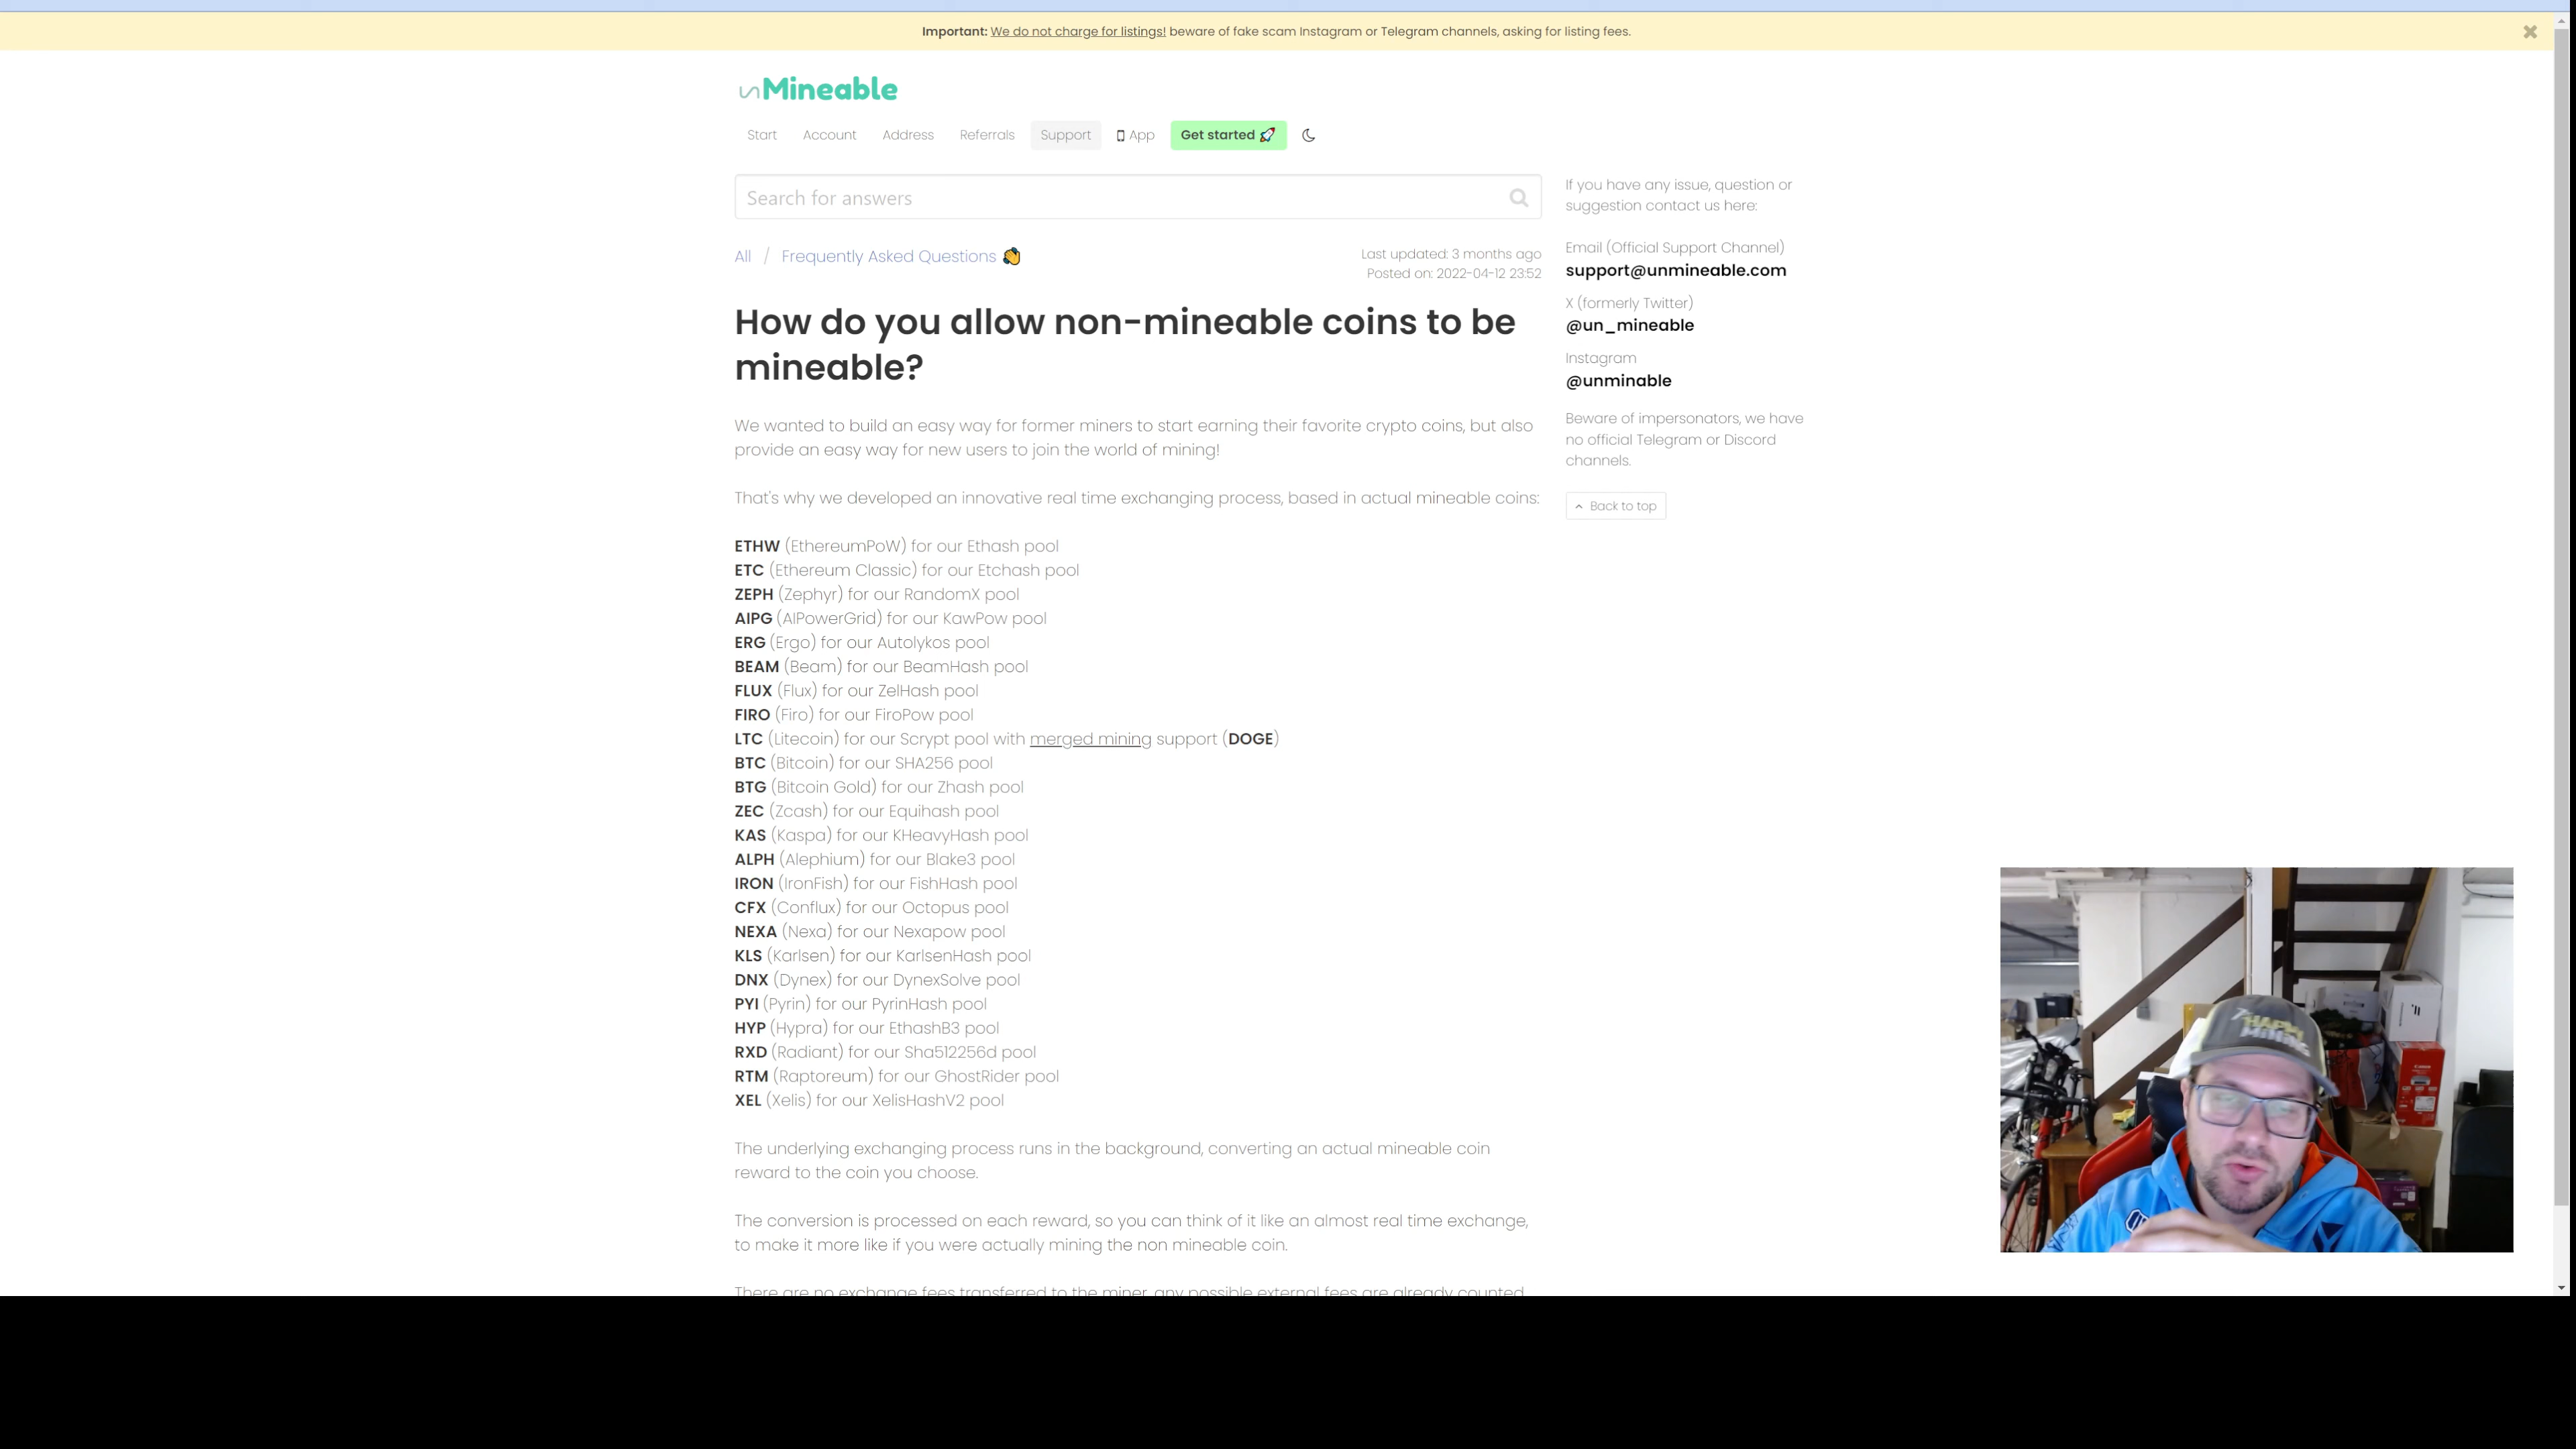 Important: We do not charge for listings! beware of fake scam Instagram or Telegram channels, asking for listing fees.
unMineable
Start Account Address Referrals Support App Get started
Search for answers
All / Frequently Asked Questions
Last updated: 3 months ago
Posted on: 2022-04-12 23:52
How do you allow non-mineable coins to be
mineable?
We wanted to build an easy way for former miners to start earning their favorite crypto coins, but also
provide an easy way for new users to join the world of mining!
That's why we developed an innovative real time exchanging process, based in actual mineable coins:
ETHW (EthereumPoW) for our Ethash pool
ETC (Ethereum Classic) for our Etchash pool
ZEPH (Zephyr) for our RandomX pool
AIPG (AIPowerGrid) for our KawPow pool
ERG (Ergo) for our Autolykos pool
BEAM (Beam) for our BeamHash pool
FLUX (Flux) for our ZelHash pool
FIRO (Firo) for our FiroPow pool
LTC (Litecoin) for our Scrypt pool with merged mining support (DOGE)
BTC (Bitcoin) for our SHA256 pool
BTG (Bitcoin Gold) for our Zhash pool
ZEC (Zcash) for our Equihash pool
KAS (Kaspa) for our KHeavyHash pool
ALPH (Alephium) for our Blake3 pool
IRON (IronFish) for our FishHash pool
CFX (Conflux) for our Octopus pool
NEXA (Nexa) for our Nexapow pool
KLS (Karlsen) for our KarlsenHash pool
DNX (Dynex) for our DynexSolve pool
PYI (Pyrin) for our PyrinHash pool
HYP (Hypra) for our EthashB3 pool
RXD (Radiant) for our Sha512256d pool
RTM (Raptoreum) for our GhostRider pool
XEL (Xelis) for our XelisHashV2 pool
The underlying exchanging process runs in the background, converting an actual mineable coin
reward to the coin you choose.
The conversion is processed on each reward, so you can think of it like an almost real time exchange,
to make it more like if you were actually mining the non mineable coin.
There are no exchange fees transferred to the miner, any possible external fees are already counted
If you have any issue, question or
suggestion contact us here:
Email (Official Support Channel)
support@unmineable.com
X (formerly Twitter)
@un_mineable
Instagram
@unminable
Beware of impersonators, we have
no official Telegram or Discord
channels.
Back to top